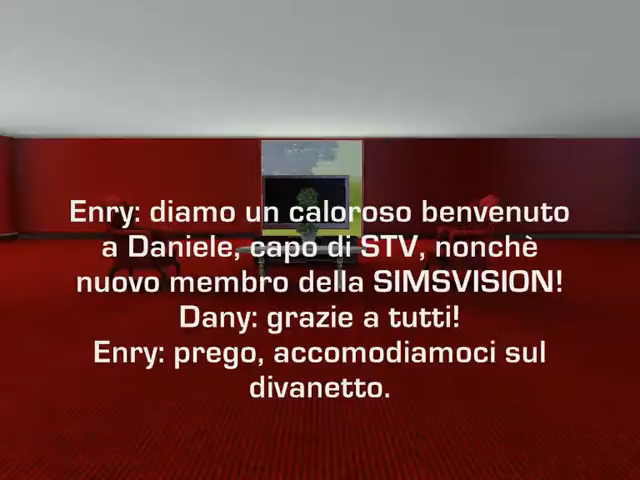 Enry: diamo un caloroso benvenuto
a Daniele, capo di STV, nonchè
nuovo membro della SIMSVISION!
Dany: grazie a tutti!
Enry: prego, accomodiamoci sul
divanetto.